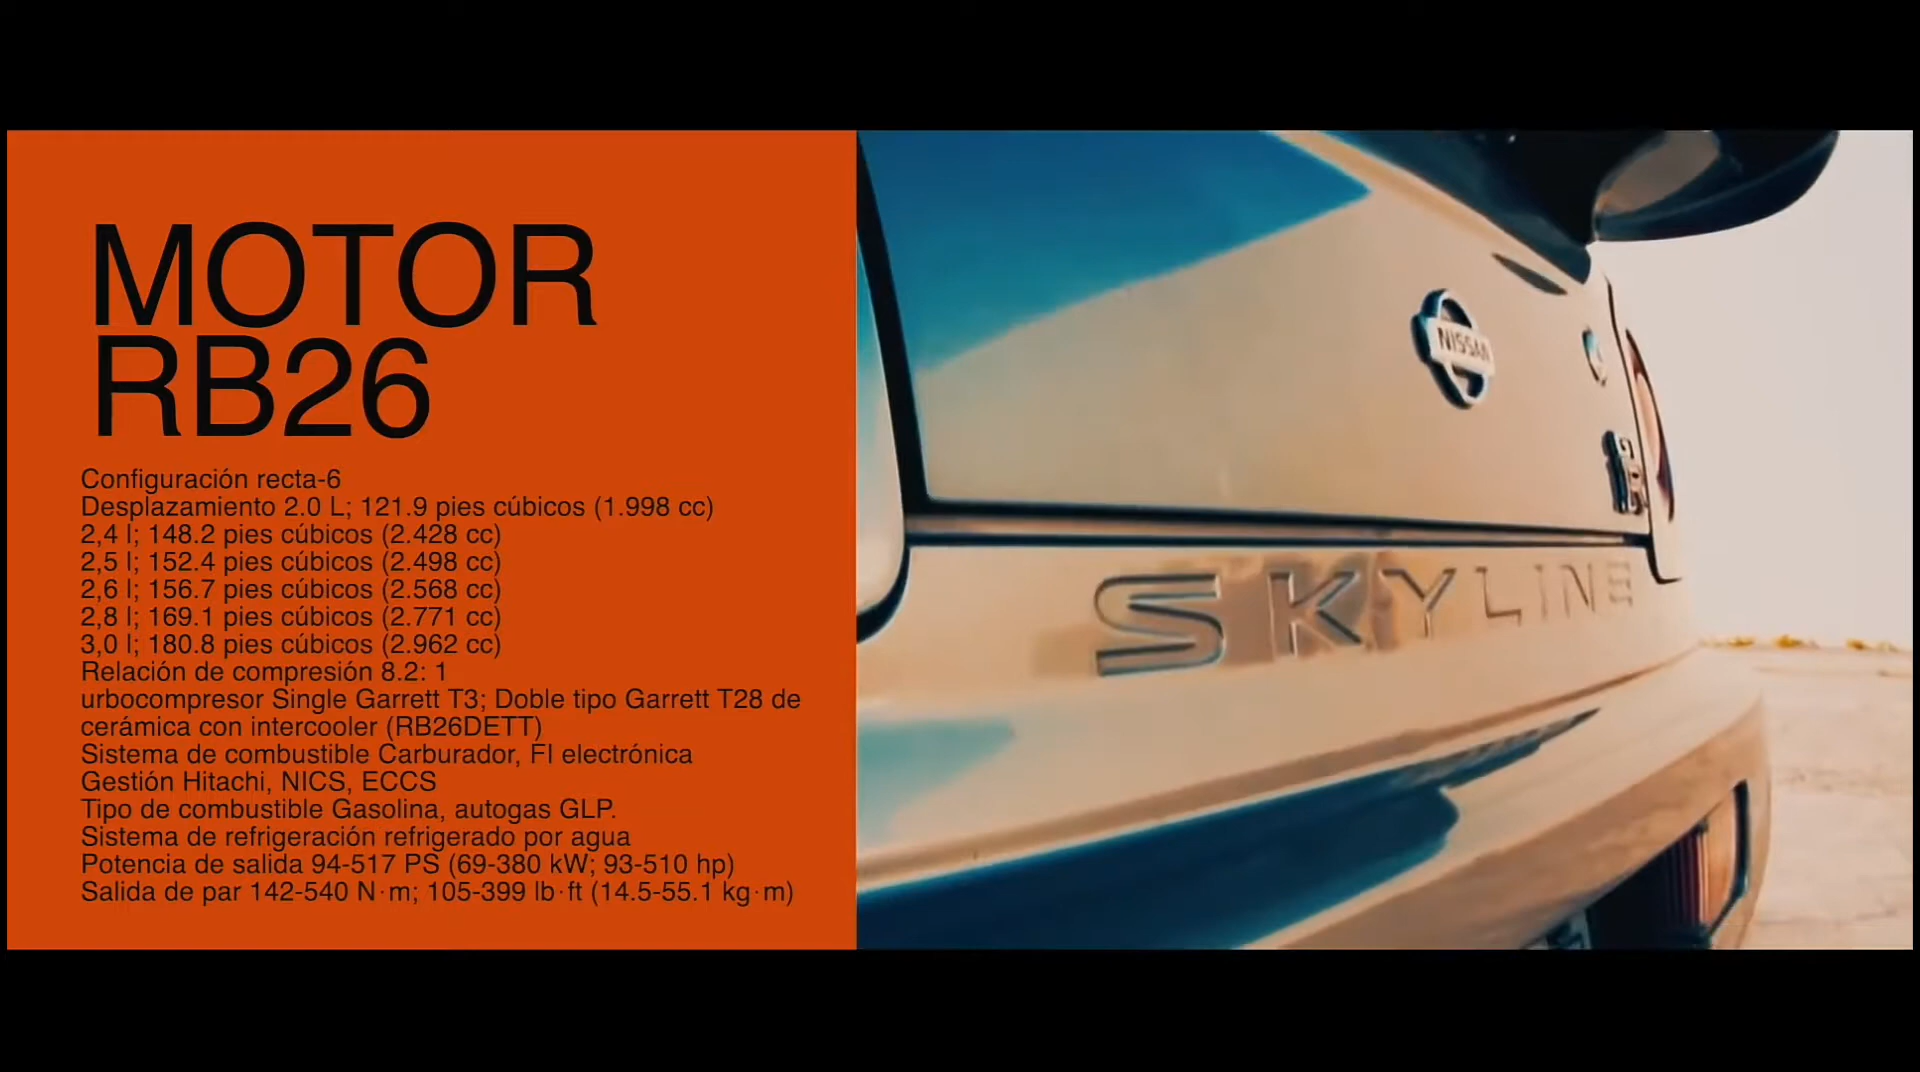 MOTOR
RB26
Configuración recta-6
Desplazamiento 2.0 L; 121.9 pies cúbicos (1.998 cc)
2,4 l; 148.2 pies cúbicos (2.428 cc)
2,5 l; 152.4 pies cúbicos (2.498 cc)
2,6 l; 156.7 pies cúbicos (2.568 cc)
2,8 l; 169.1 pies cúbicos (2.771 cc)
3,0 l; 180.8 pies cúbicos (2.962 cc)
Relación de compresión 8.2: 1
urbocompresor Single Garrett T3; Doble tipo Garrett T28 de
cerámica con intercooler (RB26DETT)
Sistema de combustible Carburador, FI electrónica
Gestión Hitachi, NICS, ECCS
Tipo de combustible Gasolina, autogas GLP.
Sistema de refrigeración refrigerado por agua
Potencia de salida 94-517 PS (69-380 kW; 93-510 hp)
Salida de par 142-540 N·m; 105-399 lb·ft (14.5-55.1 kg·m)
NISSAN
SKYLINE